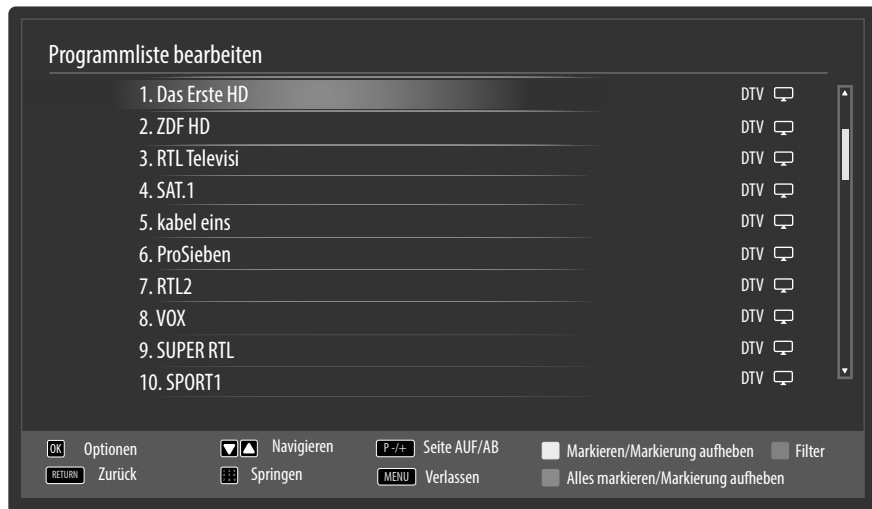 Programmliste bearbeiten
1. Das Erste HD DTV
2. ZDF HD DTV
3. RTL Televisi DTV
4. SAT.1 DTV
5. kabel eins DTV
6. ProSieben DTV
7. RTL2 DTV
8. VOX DTV
9. SUPER RTL DTV
10. SPORT1 DTV
OK Optionen Navigieren P -/+ Seite AUF/AB Markieren/Markierung aufheben Filter
RETURN Zurück Springen MENU Verlassen Alles markieren/Markierung aufheben